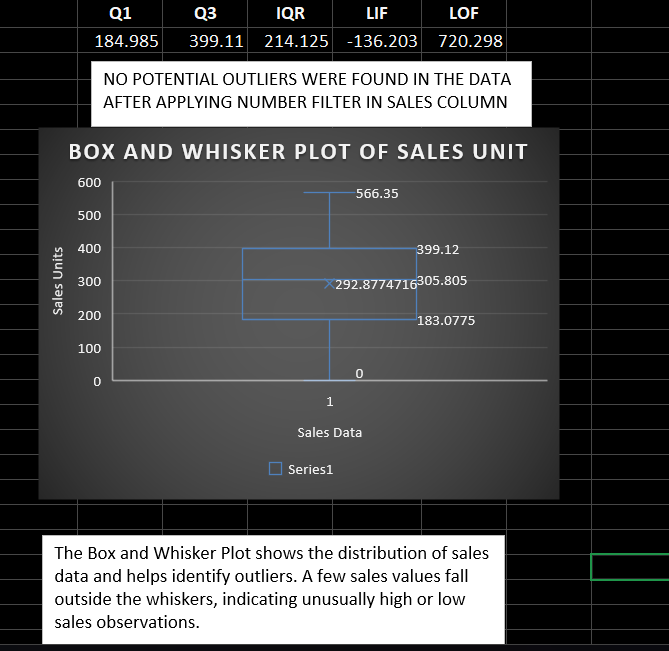 Q1 Q3 IQR LIF LOF
184.985 399.11 214.125 -136.203 720.298
NO POTENTIAL OUTLIERS WERE FOUND IN THE DATA
AFTER APPLYING NUMBER FILTER IN SALES COLUMN
BOX AND WHISKER PLOT OF SALES UNIT
600
566.35
500
400
399.12
Sales Units
300
292.8774716
305.805
200
183.0775
100
0
0
1
Sales Data
Series1
The Box and Whisker Plot shows the distribution of sales
data and helps identify outliers. A few sales values fall
outside the whiskers, indicating unusually high or low
sales observations.